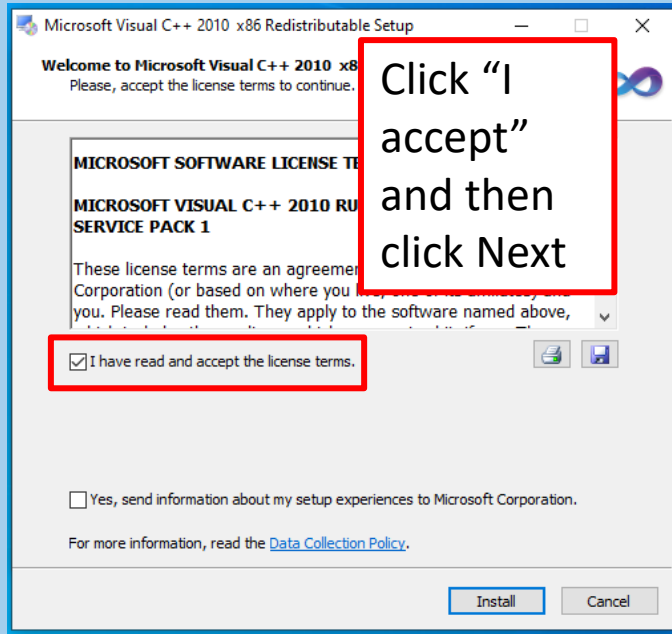 Microsoft Visual C++ 2010 x86 Redistributable Setup
Welcome to Microsoft Visual C++ 2010 x8
Please, accept the license terms to continue.
Click “I
accept”
and then
click Next
MICROSOFT SOFTWARE LICENSE TE
MICROSOFT VISUAL C++ 2010 RU
SERVICE PACK 1
These license terms are an agreemen
Corporation (or based on where you
you. Please read them. They apply to the software named above,
I have read and accept the license terms.
Yes, send information about my setup experiences to Microsoft Corporation.
For more information, read the Data Collection Policy.
Install
Cancel